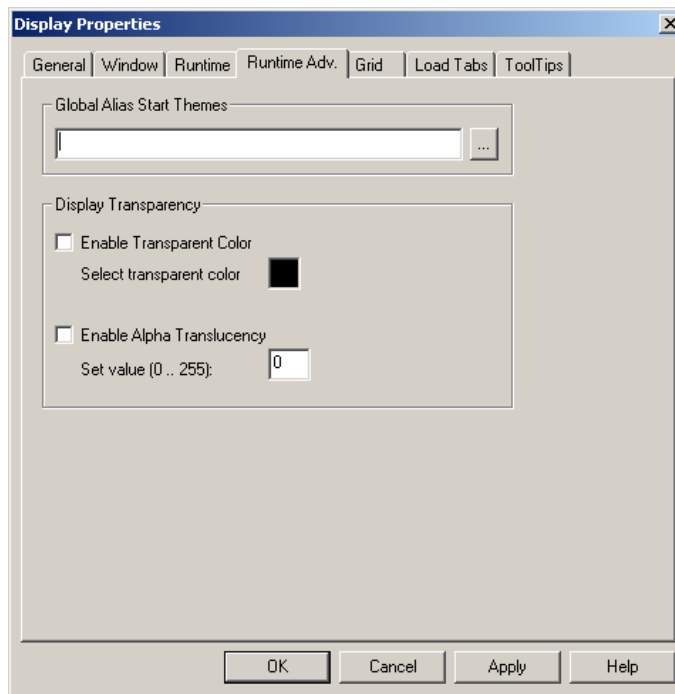 Display Properties
General Window Runtime Runtime Adv. Grid Load Tabs ToolTips
Global Alias Start Themes
...
Display Transparency
Enable Transparent Color
Select transparent color
Enable Alpha Translucency
Set value (0 .. 255): 0
OK Cancel Apply Help